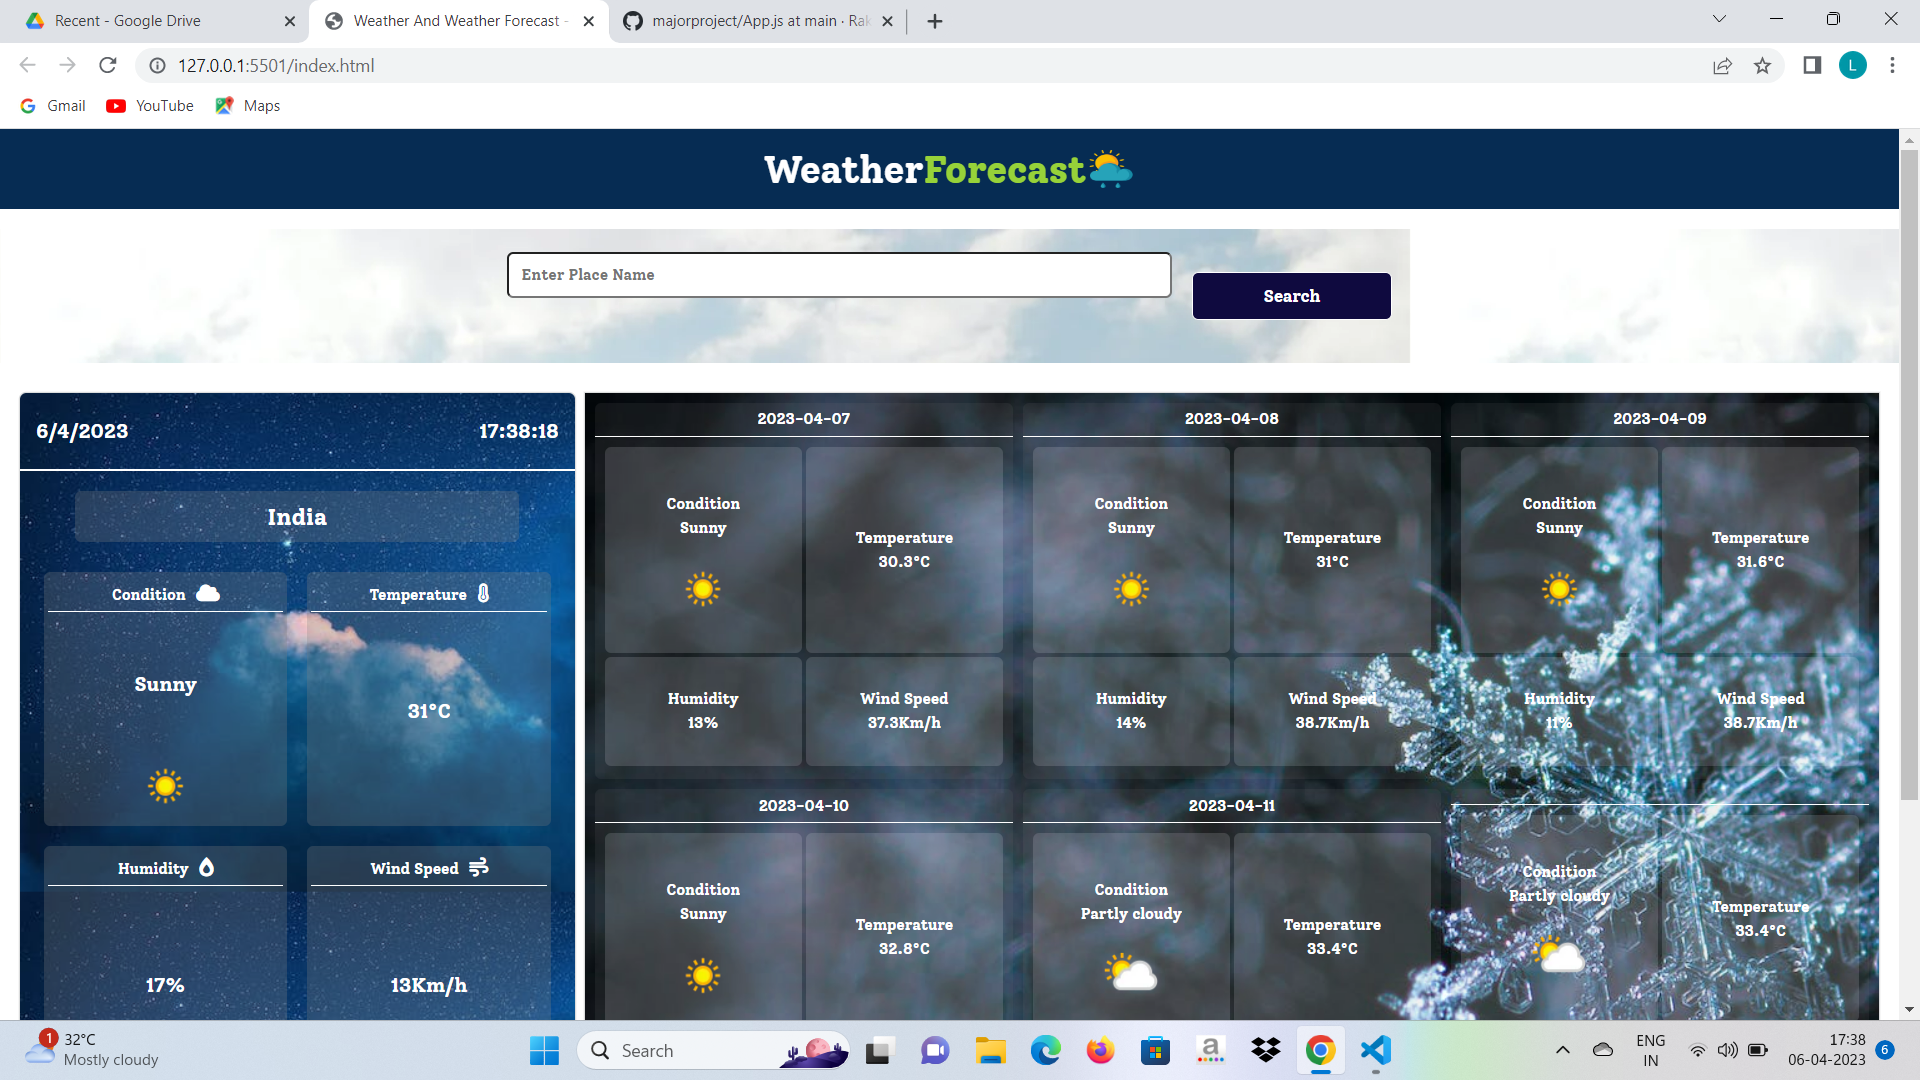 Recent - Google Drive
Weather And Weather Forecast -
majorproject/App.js at main · Rak
127.0.0.1:5501/index.html
L
Gmail
YouTube
Maps
WeatherForecast
Enter Place Name
Search
6/4/2023 17:38:18
India
Condition
Sunny
Temperature
31°C
Humidity
17%
Wind Speed
13Km/h
2023-04-07
Condition
Sunny
Temperature
30.3°C
Humidity
13%
Wind Speed
37.3Km/h
2023-04-08
Condition
Sunny
Temperature
31°C
Humidity
14%
Wind Speed
38.7Km/h
2023-04-09
Condition
Sunny
Temperature
31.6°C
Humidity
11%
Wind Speed
38.7Km/h
2023-04-10
Condition
Sunny
Temperature
32.8°C
2023-04-11
Condition
Partly cloudy
Temperature
33.4°C
Condition
Partly cloudy
Temperature
33.4°C
1
32°C
Mostly cloudy
Search
a
ENG
IN
17:38
06-04-2023
6